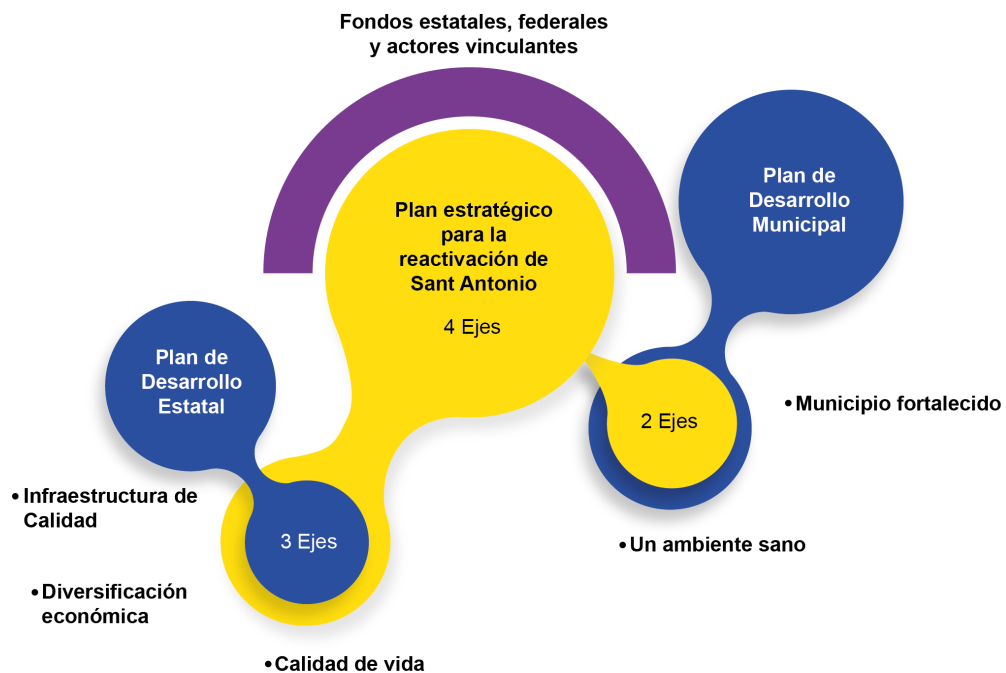 Fondos estatales, federales
y actores vinculantes
Plan estratégico
para la
reactivación de
Sant Antonio
4 Ejes
Plan de
Desarrollo
Municipal
Plan de
Desarrollo
Estatal
2 Ejes
• Municipio fortalecido
• Infraestructura de
Calidad
3 Ejes
• Un ambiente sano
• Diversificación
económica
• Calidad de vida